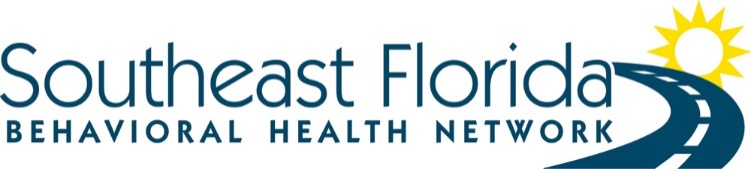 Southeast Florida
BEHAVIORAL HEALTH NETWORK